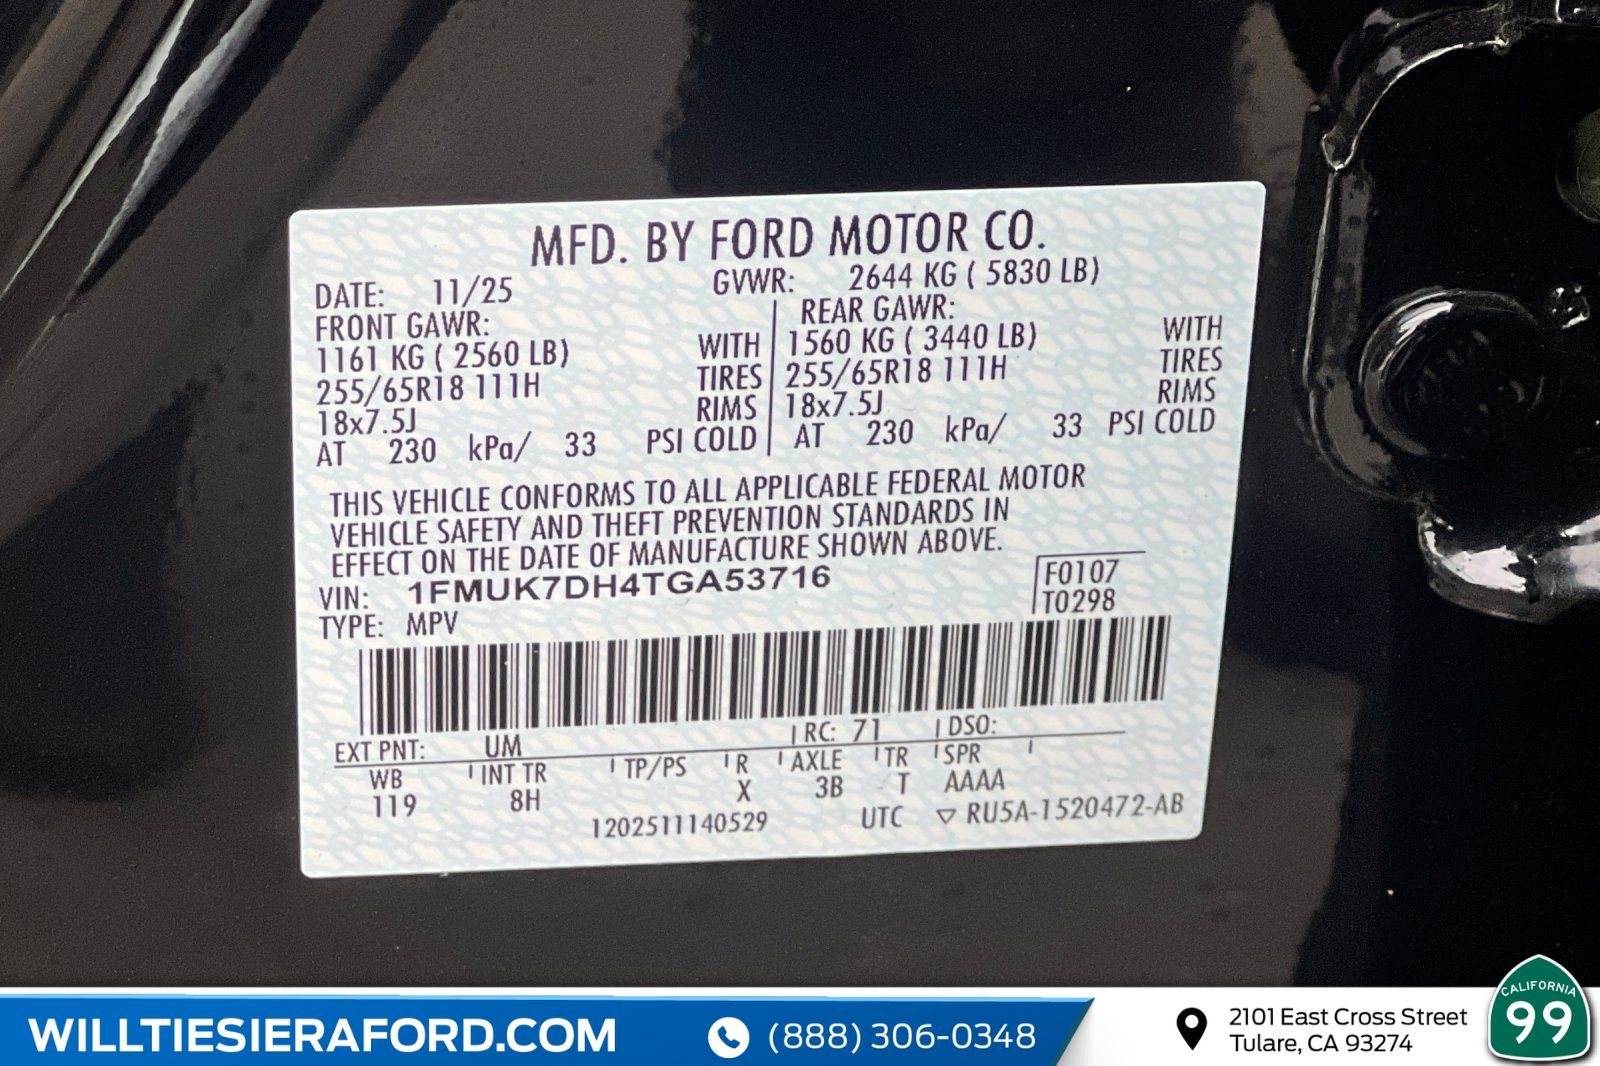 MFD. BY FORD MOTOR CO.
DATE: 11/25 GVWR: 2644 KG ( 5830 LB)
FRONT GAWR: REAR GAWR:
1161 KG ( 2560 LB) WITH 1560 KG ( 3440 LB) WITH
255/65R18 111H TIRES 255/65R18 111H TIRES
18x7.5J RIMS 18x7.5J RIMS
AT 230 kPa/ 33 PSI COLD AT 230 kPa/ 33 PSI COLD
THIS VEHICLE CONFORMS TO ALL APPLICABLE FEDERAL MOTOR
VEHICLE SAFETY AND THEFT PREVENTION STANDARDS IN
EFFECT ON THE DATE OF MANUFACTURE SHOWN ABOVE.
VIN: 1FMUK7DH4TGA53716 F0107
TYPE: MPV T0298
EXT PNT: UM RC: 71 DSO:
WB INT TR TP/PS R AXLE TR SPR
119 8H X 3B T AAAA
1202511140529 UTC ▽ RU5A-1520472-AB
WILLTIESIERAFORD.COM
(888) 306-0348
2101 East Cross Street
Tulare, CA 93274
CALIFORNIA
99